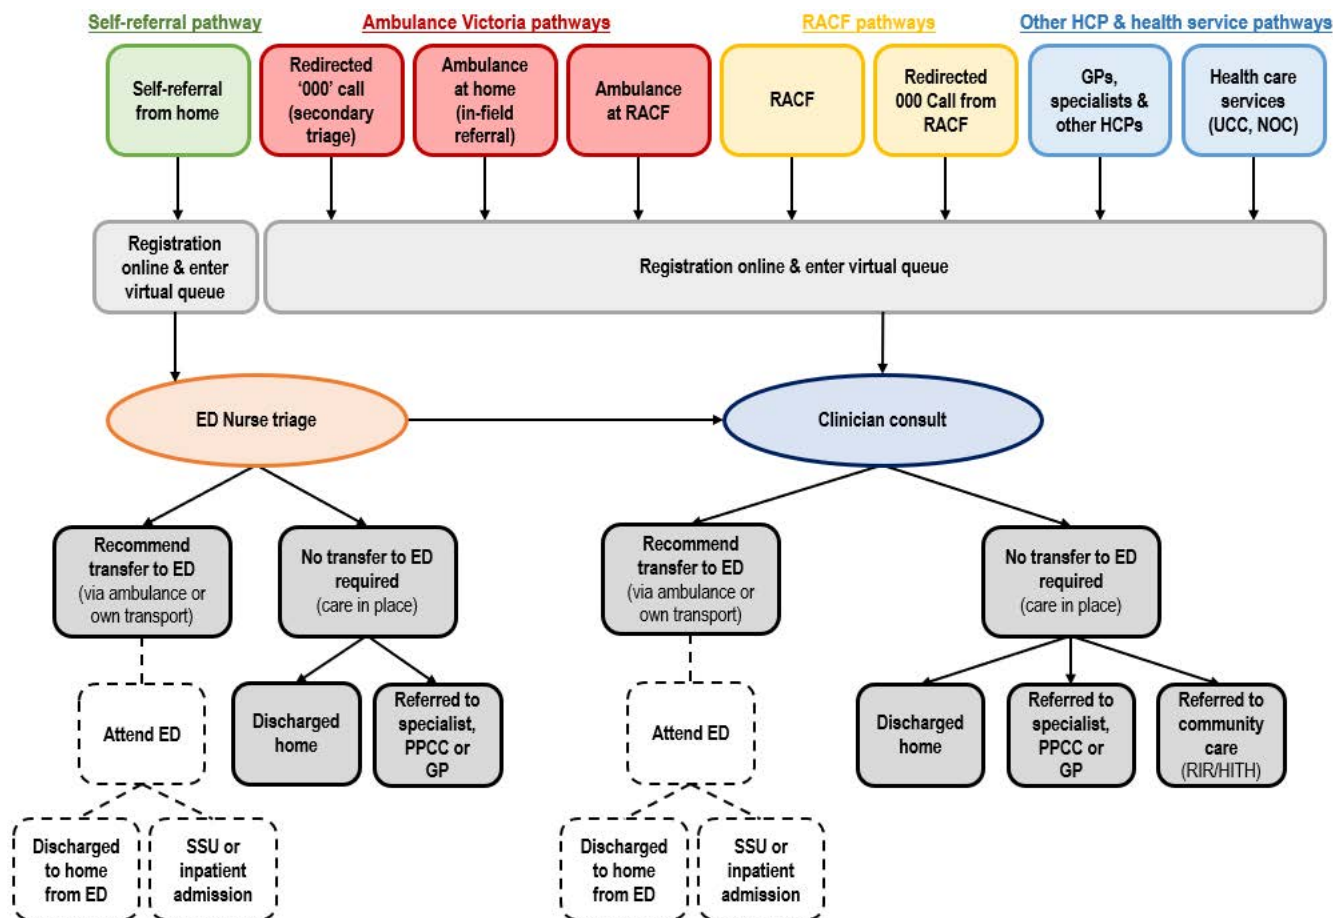 Self-referral pathway
Ambulance Victoria pathways
RACF pathways
Other HCP & health service pathways
Self-referral
from home
Redirected
‘000’ call
(secondary
triage)
Ambulance
at home
(in-field
referral)
Ambulance
at RACF
RACF
Redirected
000 Call from
RACF
GPs,
specialists &
other HCPs
Health care
services
(UCC, NOC)
Registration
online & enter
virtual queue
Registration online & enter virtual queue
ED Nurse triage
Clinician consult
Recommend
transfer to ED
(via ambulance or
own transport)
No transfer to ED
required
(care in place)
Recommend
transfer to ED
(via ambulance or
own transport)
No transfer to ED
required
(care in place)
Attend ED
Discharged
home
Referred to
specialist,
PPCC or
GP
Attend ED
Discharged
home
Referred to
specialist,
PPCC or
GP
Referred to
community
care
(RIR/HITH)
Discharged
to home
from ED
SSU or
inpatient
admission
Discharged
to home
from ED
SSU or
inpatient
admission